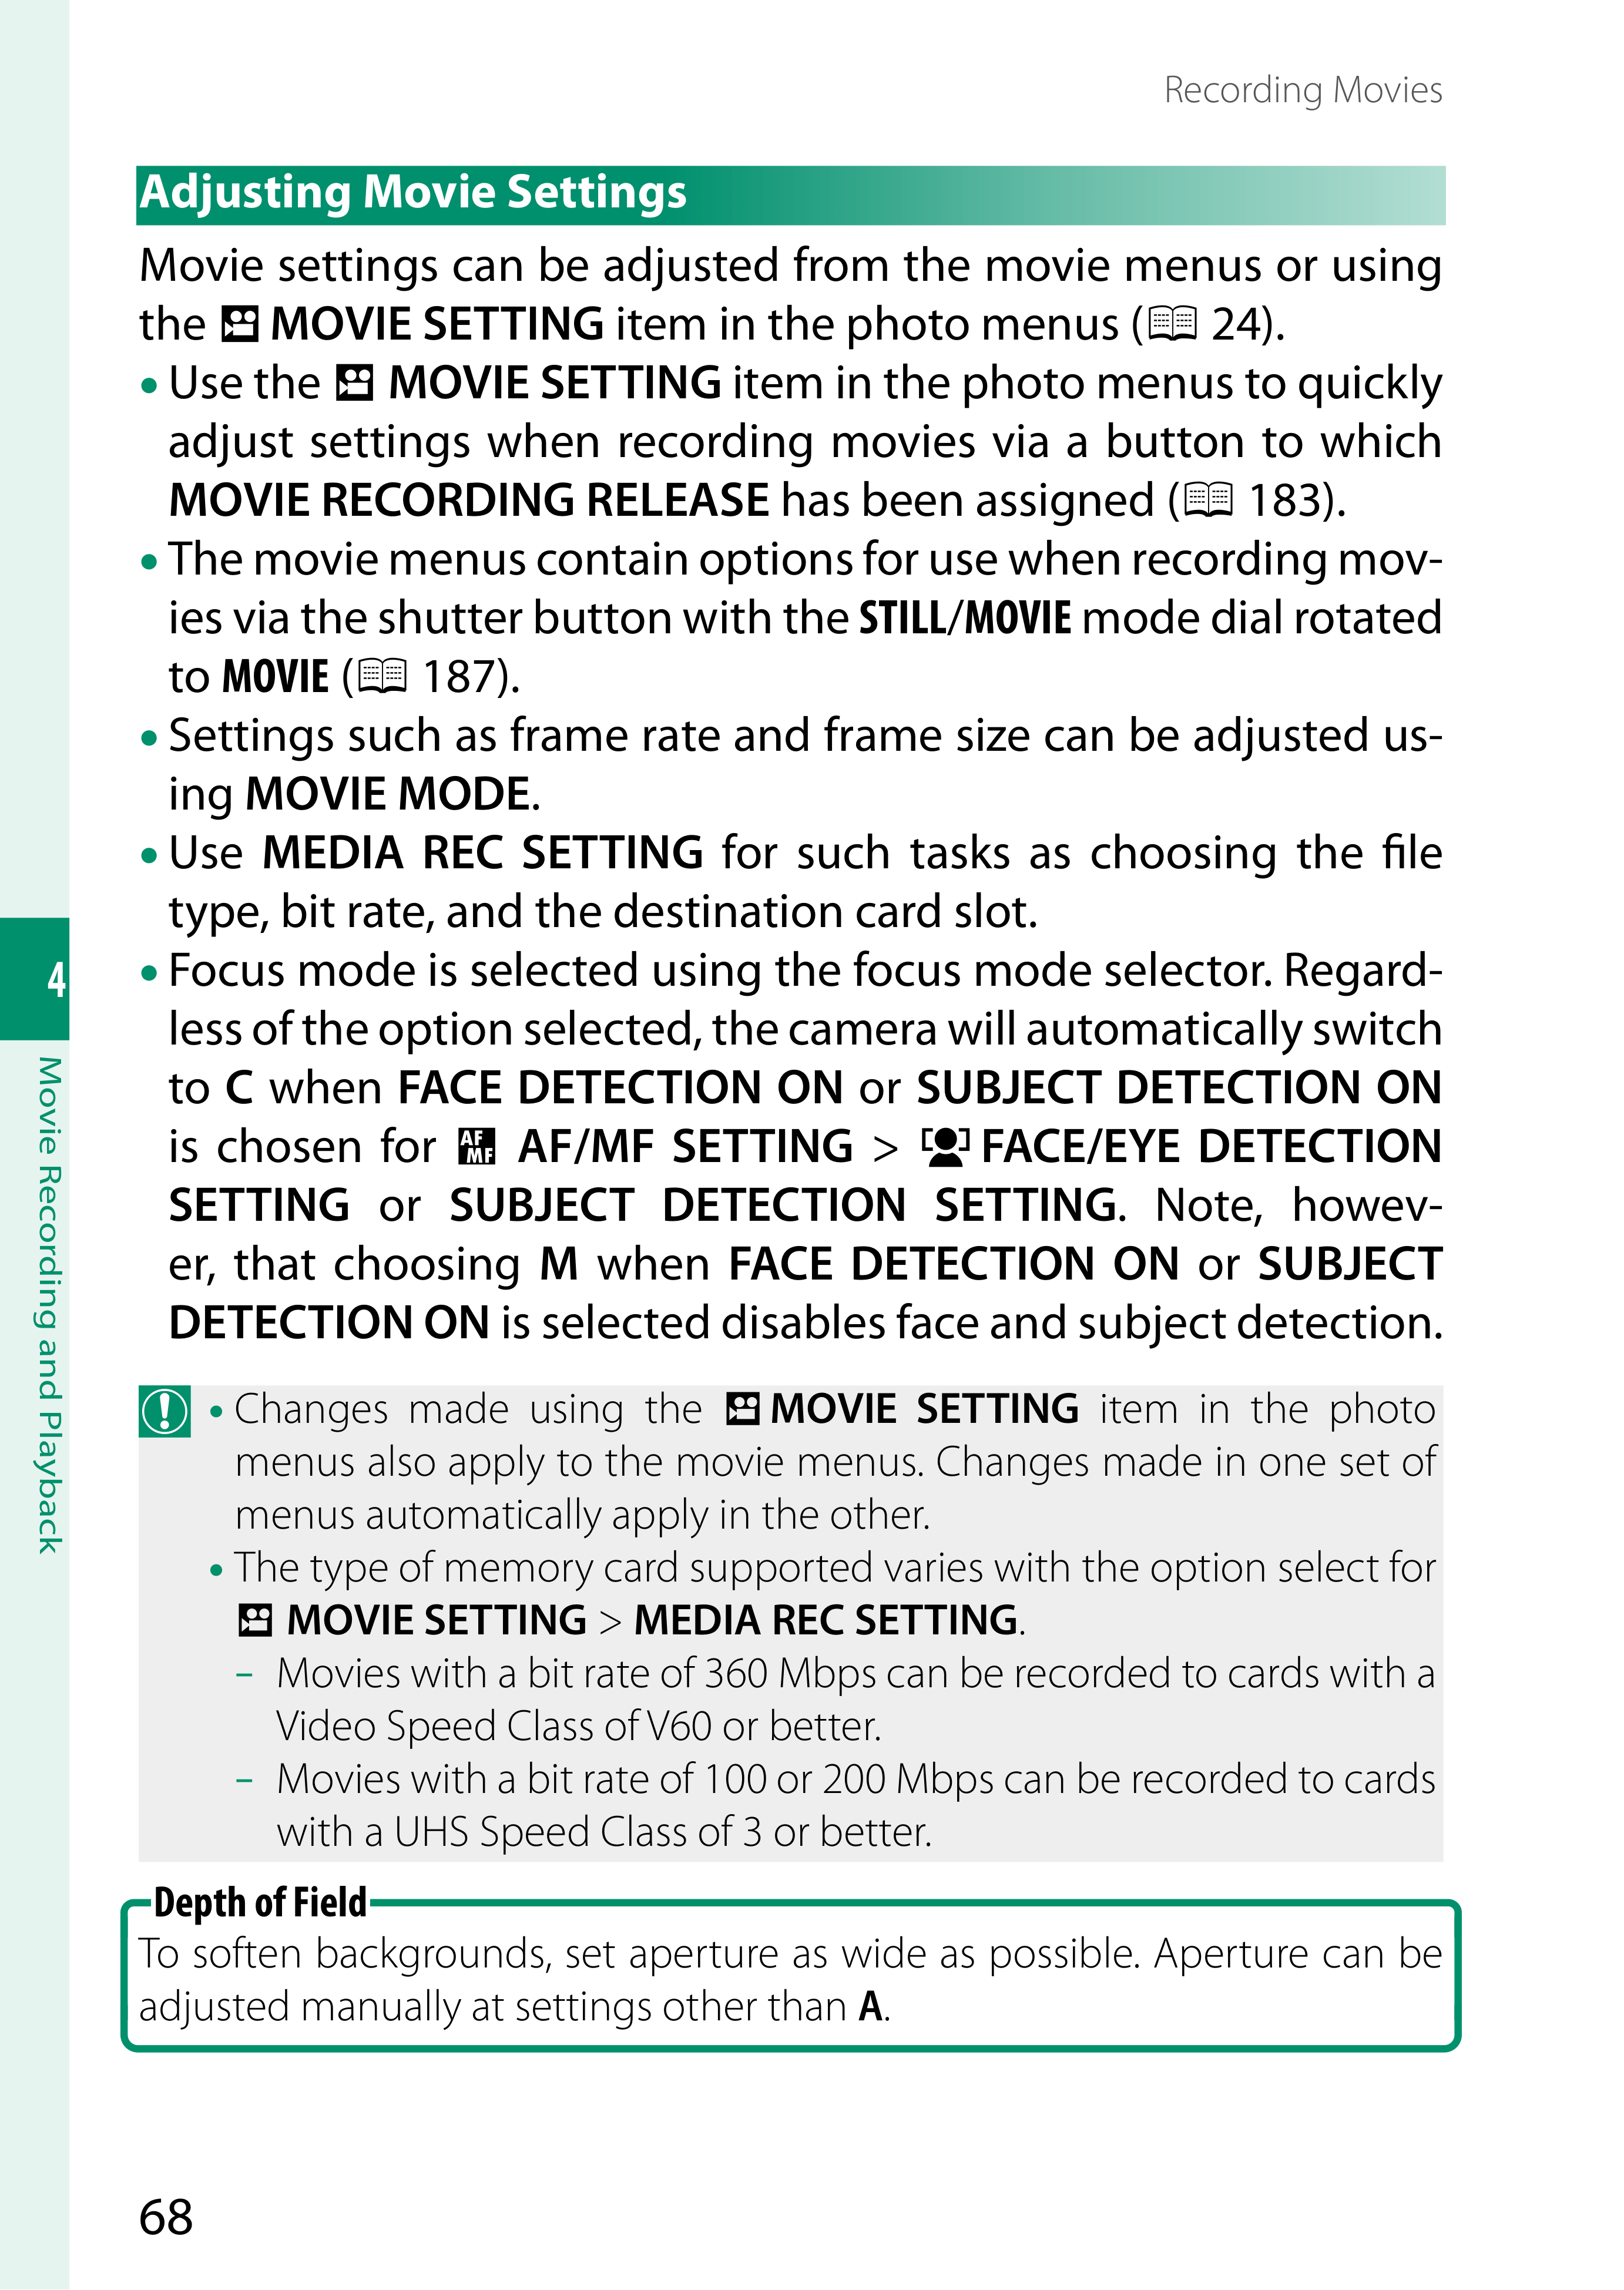 Recording Movies
Adjusting Movie Settings
Movie settings can be adjusted from the movie menus or using
the MOVIE SETTING item in the photo menus ( 24).
• Use the MOVIE SETTING item in the photo menus to quickly
adjust settings when recording movies via a button to which
MOVIE RECORDING RELEASE has been assigned ( 183).
• The movie menus contain options for use when recording mov-
ies via the shutter button with the STILL/MOVIE mode dial rotated
to MOVIE ( 187).
• Settings such as frame rate and frame size can be adjusted us-
ing MOVIE MODE.
• Use MEDIA REC SETTING for such tasks as choosing the file
type, bit rate, and the destination card slot.
• Focus mode is selected using the focus mode selector. Regard-
less of the option selected, the camera will automatically switch
to C when FACE DETECTION ON or SUBJECT DETECTION ON
is chosen for AF MF AF/MF SETTING > FACE/EYE DETECTION
SETTING or SUBJECT DETECTION SETTING. Note, howev-
er, that choosing M when FACE DETECTION ON or SUBJECT
DETECTION ON is selected disables face and subject detection.
• Changes made using the MOVIE SETTING item in the photo
menus also apply to the movie menus. Changes made in one set of
menus automatically apply in the other.
• The type of memory card supported varies with the option select for
MOVIE SETTING > MEDIA REC SETTING.
– Movies with a bit rate of 360 Mbps can be recorded to cards with a
Video Speed Class of V60 or better.
– Movies with a bit rate of 100 or 200 Mbps can be recorded to cards
with a UHS Speed Class of 3 or better.
Depth of Field
To soften backgrounds, set aperture as wide as possible. Aperture can be
adjusted manually at settings other than A.
4
Movie Recording and Playback
68